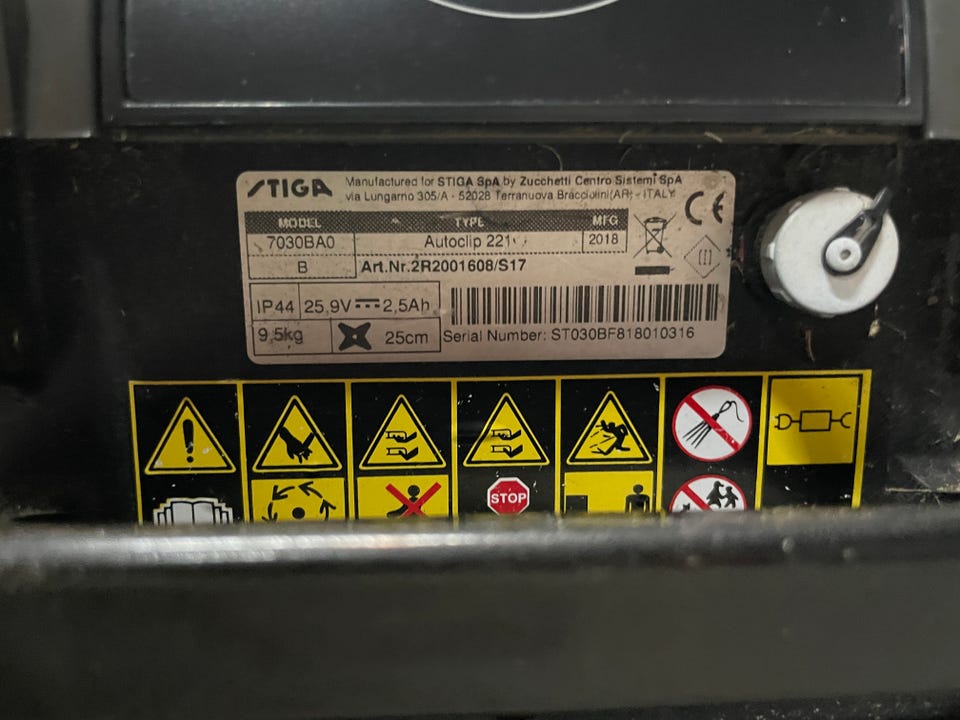 STIGA
Manufactured for STIGA SpA by Zucchetti Centro Sistemi SpA
via Lungarno 305/A - 52028 Terranuova Bracciolini(AR) - ITALY
MODEL TYPE MFG
7030BA0 Autoclip 221 2018
B Art.Nr.2R2001608/S17
IP44 25,9V 2,5Ah
9,5kg 25cm Serial Number: ST030BF818010316
STOP